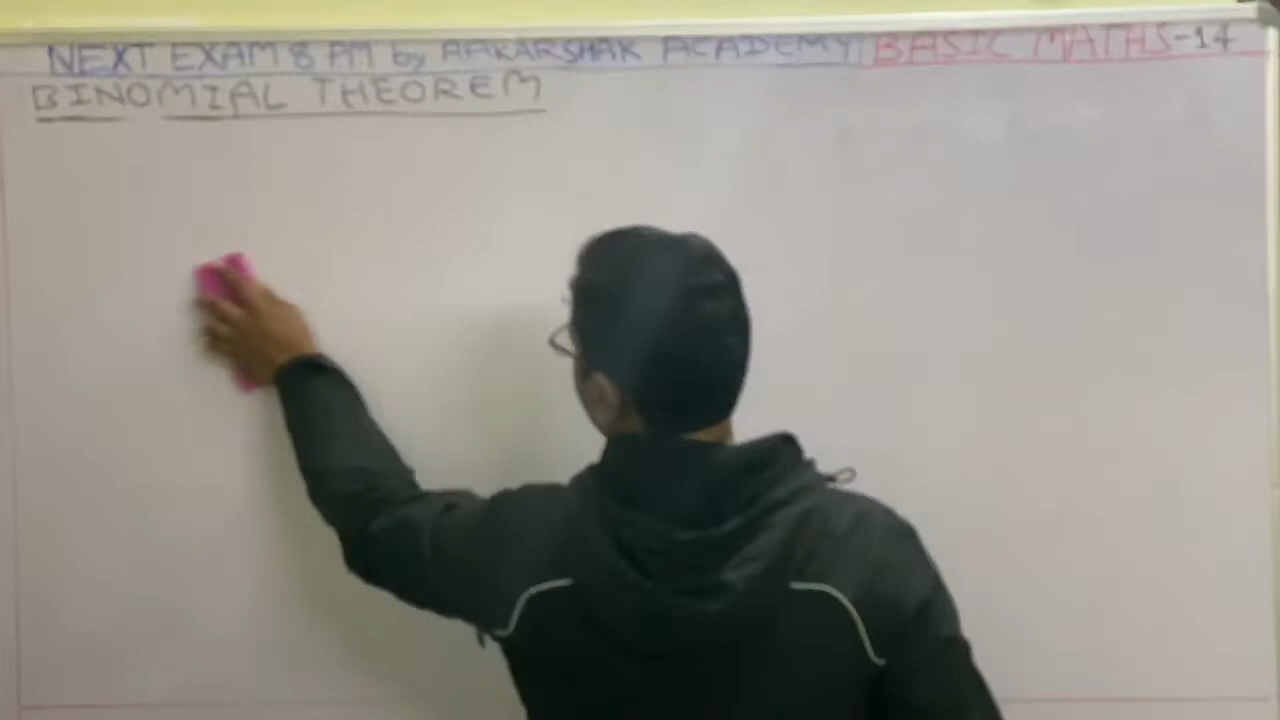 NEXT EXAM 8 PM by AAKARSHAK ACADEMY BASIC MATHS-14
BINOMIAL THEOREM